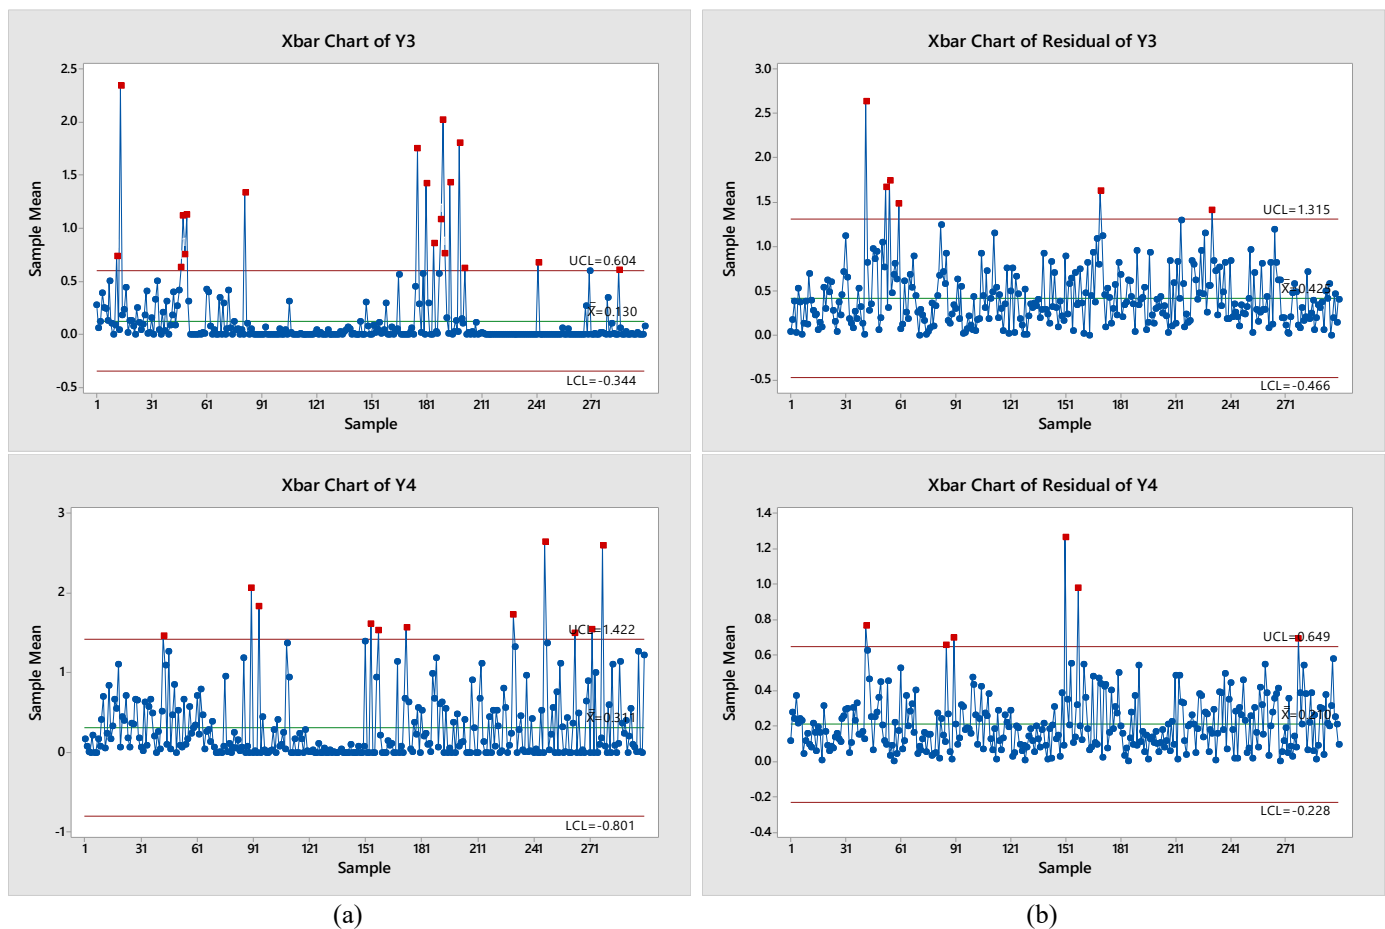 Xbar Chart of Y3
2.5
2.0
1.5
1.0
0.5
0.0
-0.5
Sample Mean
UCL=0.604
X̿=0.130
LCL=-0.344
1 31 61 91 121 151 181 211 241 271
Sample
Xbar Chart of Residual of Y3
3.0
2.5
2.0
1.5
1.0
0.5
0.0
-0.5
Sample Mean
UCL=1.315
LCL=-0.466
1 31 61 91 121 151 181 211 241 271
Sample
Xbar Chart of Y4
3
2
1
0
-1
Sample Mean
UCL=1.422
X̿=0.311
LCL=-0.801
1 31 61 91 121 151 181 211 241 271
Sample
Xbar Chart of Residual of Y4
1.4
1.2
1.0
0.8
0.6
0.4
0.2
0.0
-0.2
-0.4
Sample Mean
UCL=0.649
X̿=0.210
LCL=-0.228
1 31 61 91 121 151 181 211 241 271
Sample
(a)
(b)